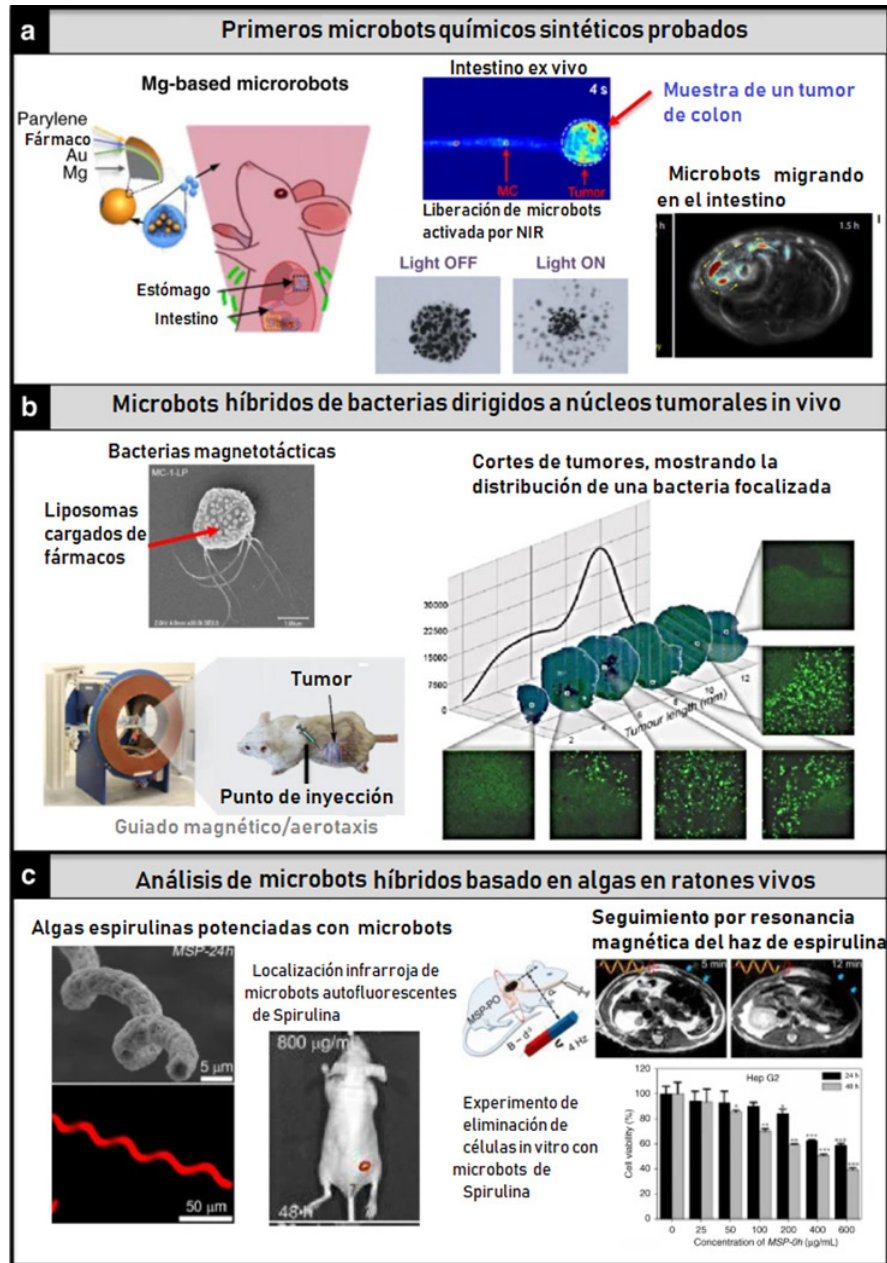 a
Primeros microbots químicos sintéticos probados
Mg-based microrobots
Parylene
Fármaco
Au
Mg
Estómago
Intestino
Intestino ex vivo
4 s
MC
Tumor
Muestra de un tumor
de colon
Liberación de microbots
activada por NIR
Light OFF
Light ON
Microbots migrando
en el intestino
h
1.5 h
b
Microbots híbridos de bacterias dirigidos a núcleos tumorales in vivo
Bacterias magnetotácticas
MC-1-LP
Liposomas
cargados de
fármacos
Tumor
Punto de inyección
Guiado magnético/aerotaxis
Cortes de tumores, mostrando la
distribución de una bacteria focalizada
30000
22500
15000
7500
0
2
4
6
8
10
12
Tumour length (mm)
c
Análisis de microbots híbridos basado en algas en ratones vivos
Algas espirulinas potenciadas con microbots
MSP-24h
5 µm
50 µm
Localización infrarroja de
microbots autofluorescentes
de Spirulina
800 µg/mL
48 h
Seguimiento por resonancia
magnética del haz de espirulina
MSP-PO
4 Hz
5 min
12 min
Experimento de
eliminación de
células in vitro con
microbots de
Spirulina
Hep G2
24 h
48 h
Cell viability (%)
120
100
80
60
40
20
0
0 25 50 100 200 400 600
Concentration of MSP-0h (µg/mL)